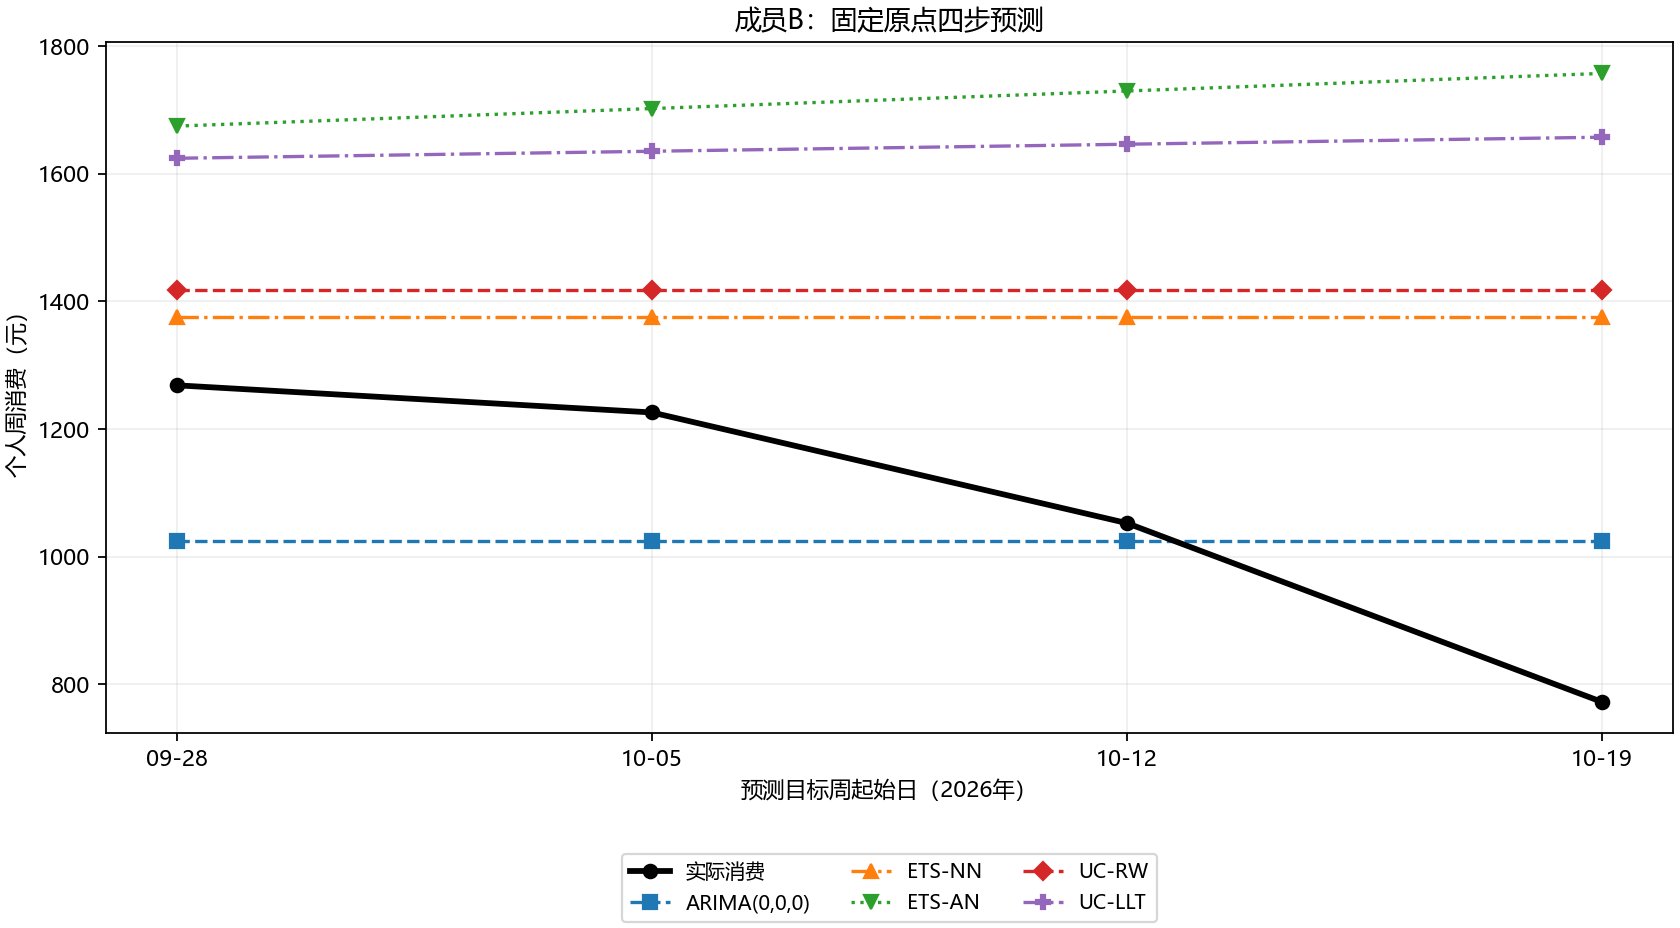 成员B：固定原点四步预测
个人周消费（元）
1800
1600
1400
1200
1000
800
09-28
10-05
10-12
10-19
预测目标周起始日（2026年）
实际消费
ARIMA(0,0,0)
ETS-NN
ETS-AN
UC-RW
UC-LLT